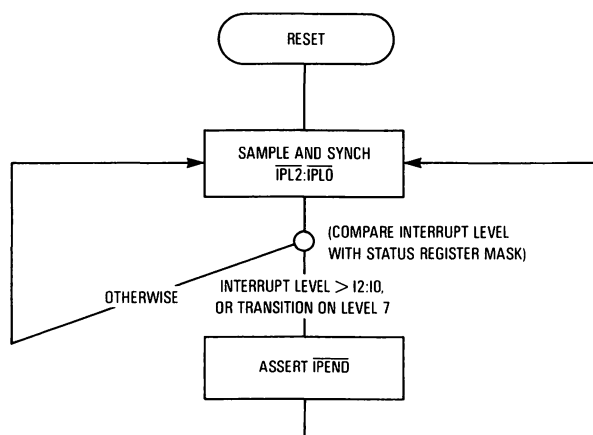 RESET
SAMPLE AND SYNCH
IPL2:IPL0
(COMPARE INTERRUPT LEVEL
WITH STATUS REGISTER MASK)
OTHERWISE
INTERRUPT LEVEL > I2:I0,
OR TRANSITION ON LEVEL 7
ASSERT IPEND